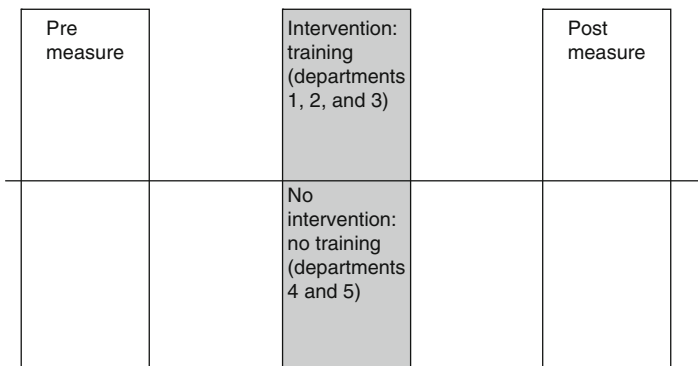 Pre
measure
Intervention:
training
(departments
1, 2, and 3)
Post
measure
No
intervention:
no training
(departments
4 and 5)